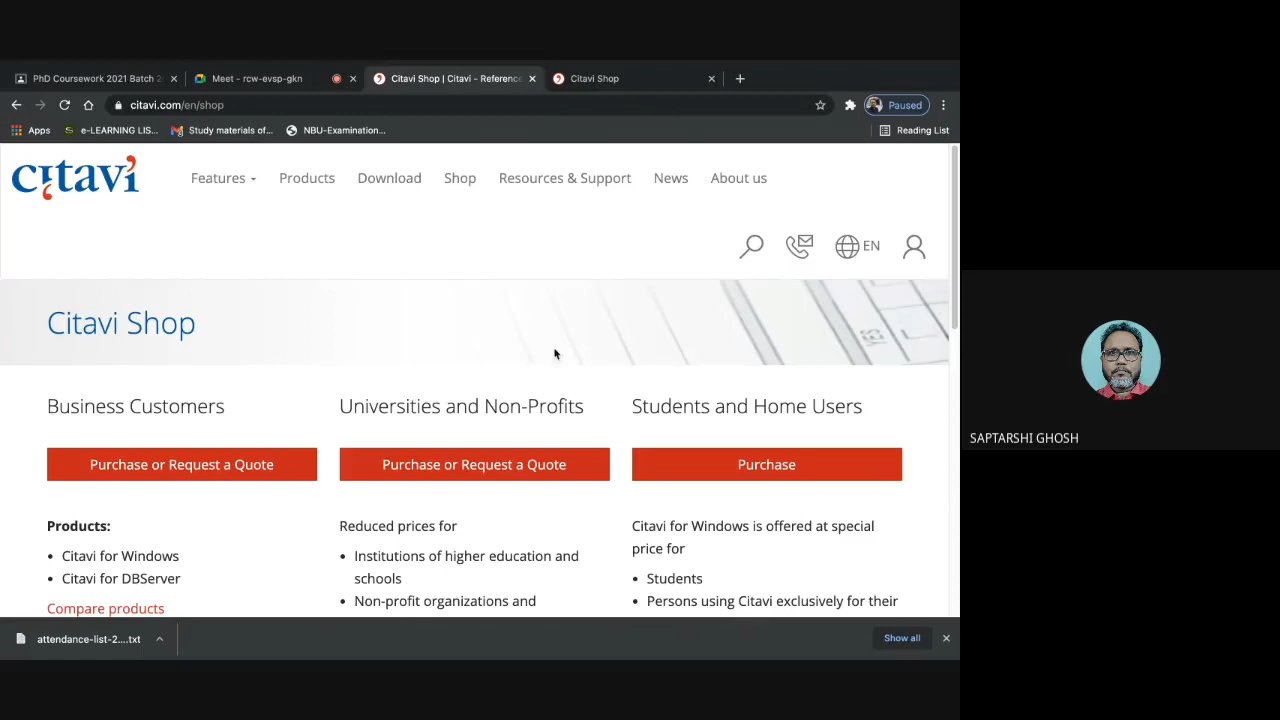 PhD Coursework 2021 Batch 2
Meet - rcw-evsp-gkn
Citavi Shop | Citavi - Referenc
Citavi Shop
citavi.com/en/shop
Paused
Apps
e-LEARNING LIS...
Study materials of...
NBU-Examination...
Reading List
citavi
Features
Products
Download
Shop
Resources & Support
News
About us
EN
Citavi Shop
YES
Business Customers
Universities and Non-Profits
Students and Home Users
Purchase or Request a Quote
Purchase or Request a Quote
Purchase
Products:
• Citavi for Windows
• Citavi for DBServer
Compare products
Reduced prices for
• Institutions of higher education and
schools
• Non-profit organizations and
Citavi for Windows is offered at special
price for
• Students
• Persons using Citavi exclusively for their
attendance-list-2....txt
Show all
SAPTARSHI GHOSH